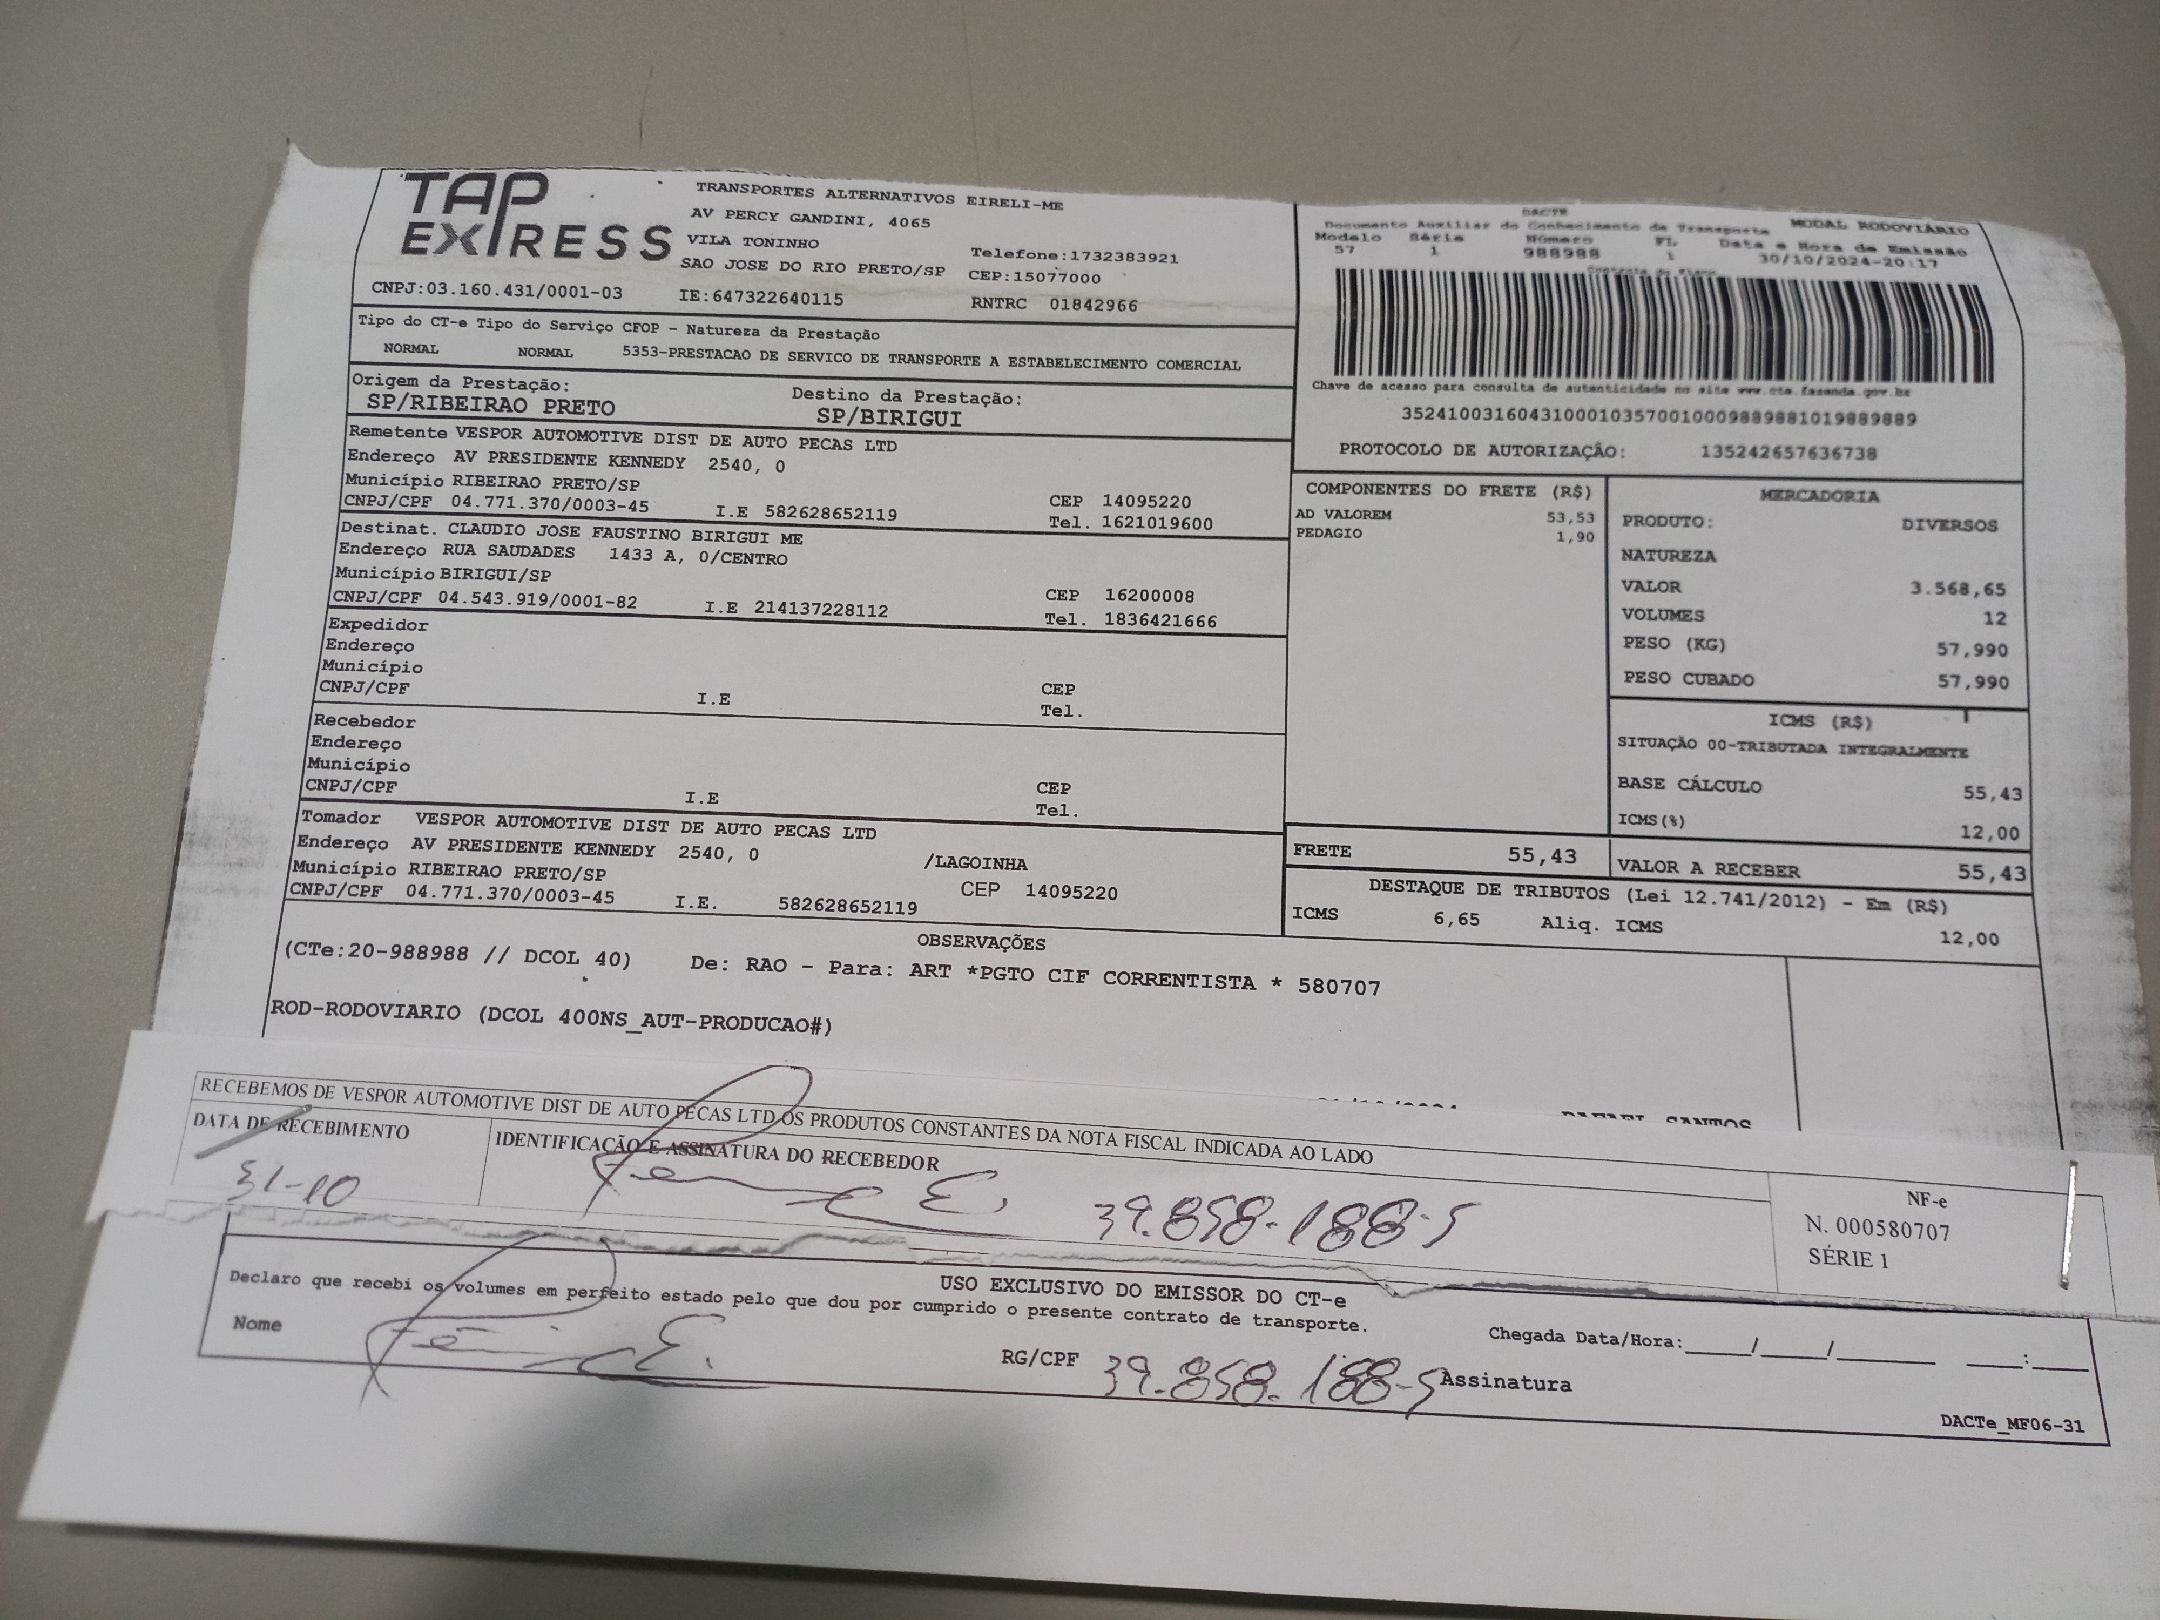 TAP EXPRESS
TRANSPORTES ALTERNATIVOS EIRELI-ME
AV PERCY GANDINI, 4065
VILA TONINHO
Telefone:1732383921
SAO JOSE DO RIO PRETO/SP CEP:15077000
CNPJ:03.160.431/0001-03 IE:647322640115 RNTRC 01842966
DACTE
Documento Auxiliar do Conhecimento de Transporte MODAL RODOVIÁRIO
Modelo Série Número FL Data e Hora de Emissão
57 1 988988 1 30/10/2024-20:17
Chave de acesso para consulta de autenticidade no site www.cte.fazenda.gov.br
35241003160431000103570010009889881019889889
PROTOCOLO DE AUTORIZAÇÃO: 135242657636738
Tipo do CT-e Tipo do Serviço CFOP - Natureza da Prestação
NORMAL NORMAL 5353-PRESTACAO DE SERVICO DE TRANSPORTE A ESTABELECIMENTO COMERCIAL
Origem da Prestação: Destino da Prestação:
SP/RIBEIRAO PRETO SP/BIRIGUI
Remetente VESPOR AUTOMOTIVE DIST DE AUTO PECAS LTD
Endereço AV PRESIDENTE KENNEDY 2540, 0
Município RIBEIRAO PRETO/SP CEP 14095220
CNPJ/CPF 04.771.370/0003-45 I.E 582628652119 Tel. 1621019600
Destinat. CLAUDIO JOSE FAUSTINO BIRIGUI ME
Endereço RUA SAUDADES 1433 A, 0/CENTRO
Município BIRIGUI/SP CEP 16200008
CNPJ/CPF 04.543.919/0001-82 I.E 214137228112 Tel. 1836421666
Expedidor
Endereço
Município CEP
CNPJ/CPF I.E Tel.
Recebedor
Endereço
Município CEP
CNPJ/CPF I.E Tel.
Tomador VESPOR AUTOMOTIVE DIST DE AUTO PECAS LTD
Endereço AV PRESIDENTE KENNEDY 2540, 0 /LAGOINHA
Município RIBEIRAO PRETO/SP CEP 14095220
CNPJ/CPF 04.771.370/0003-45 I.E. 582628652119
COMPONENTES DO FRETE (R$)
AD VALOREM 53,53
PEDAGIO 1,90
MERCADORIA
PRODUTO: DIVERSOS
NATUREZA
VALOR 3.568,65
VOLUMES 12
PESO (KG) 57,990
PESO CUBADO 57,990
ICMS (R$)
SITUAÇÃO 00-TRIBUTADA INTEGRALMENTE
BASE CÁLCULO 55,43
ICMS(%) 12,00
FRETE 55,43 VALOR A RECEBER 55,43
DESTAQUE DE TRIBUTOS (Lei 12.741/2012) - Em (R$)
ICMS 6,65 Aliq. ICMS 12,00
OBSERVAÇÕES
(CTe:20-988988 // DCOL 40) De: RAO - Para: ART *PGTO CIF CORRENTISTA * 580707
ROD-RODOVIARIO (DCOL 400NS_AUT-PRODUCAO#)
SANTOS
RECEBEMOS DE VESPOR AUTOMOTIVE DIST DE AUTO PECAS LTD OS PRODUTOS CONSTANTES DA NOTA FISCAL INDICADA AO LADO
DATA DE RECEBIMENTO IDENTIFICAÇÃO E ASSINATURA DO RECEBEDOR
31-10 E. 39.858.188-5
NF-e
N. 000580707
SÉRIE 1
USO EXCLUSIVO DO EMISSOR DO CT-e
Declaro que recebi os volumes em perfeito estado pelo que dou por cumprido o presente contrato de transporte.
Chegada Data/Hora:____/____/______ ___:___
Nome E. RG/CPF 39.858.188-5 Assinatura
DACTe_MF06-31